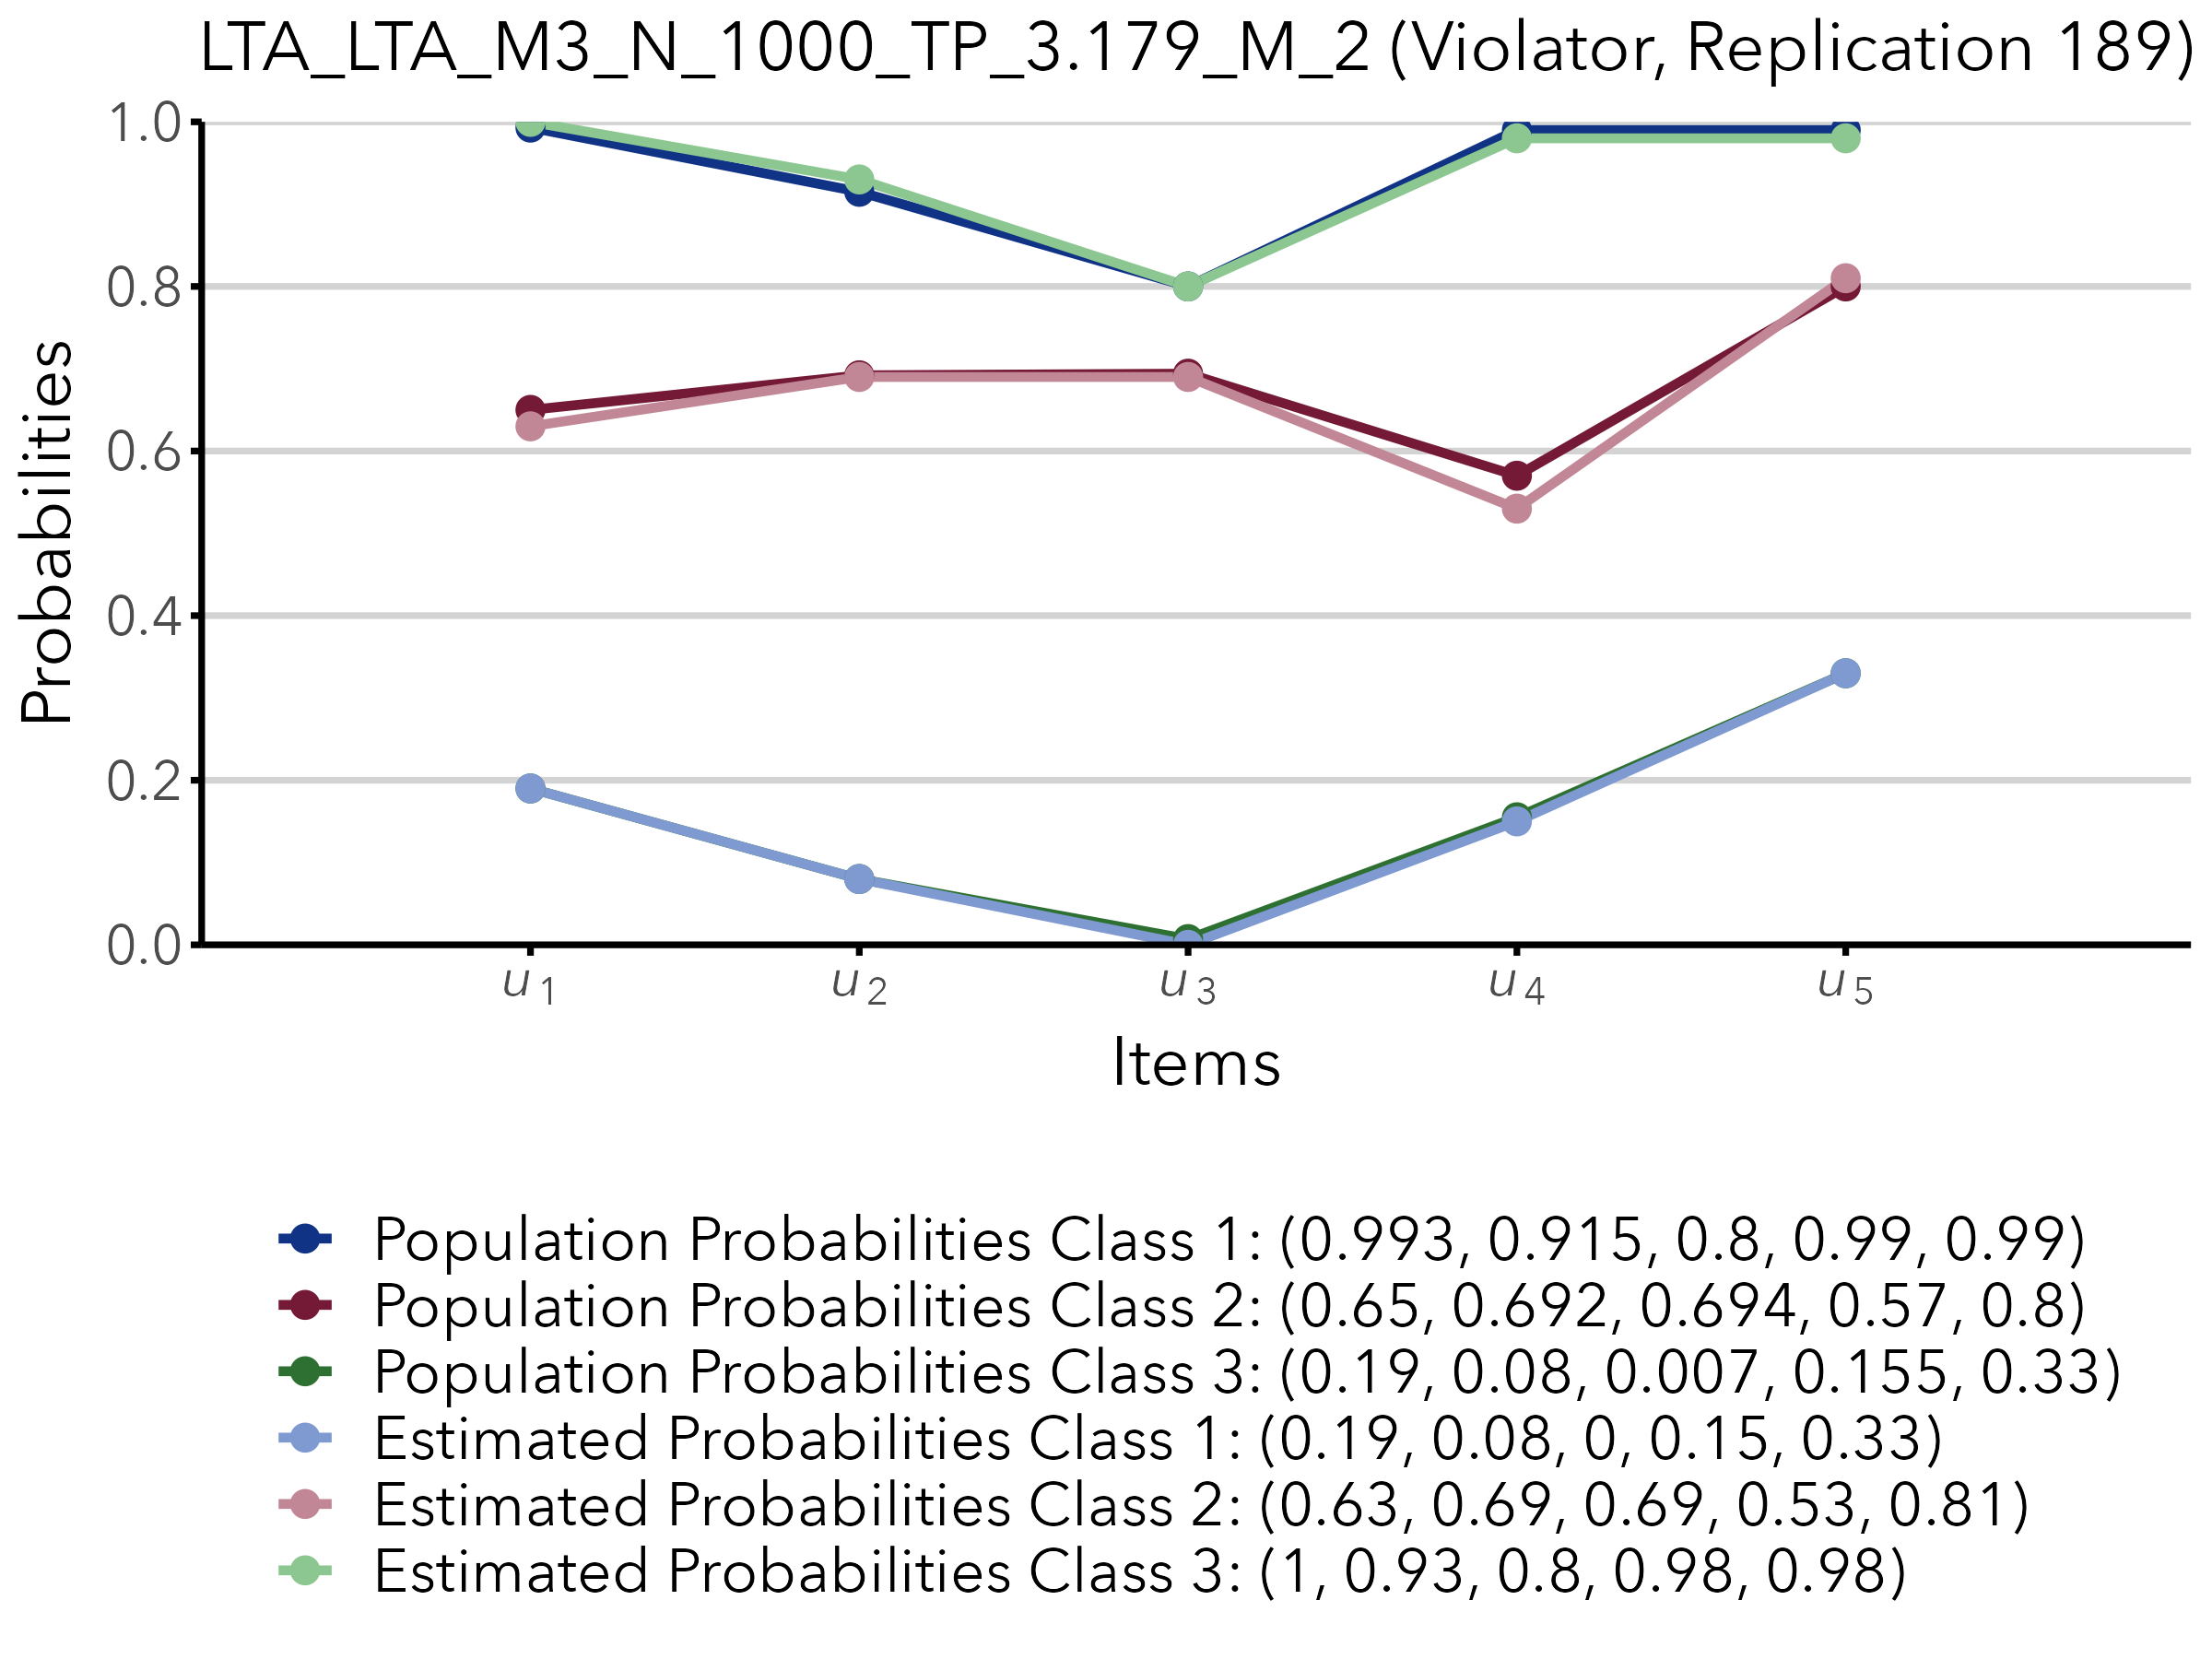 LTA_LTA_M3_N_1000_TP_3.179_M_2 (Violator, Replication 189)
Probabilities
1.0
0.8
0.6
0.4
0.2
0.0
u1 u2 u3 u4 u5
Items
Population Probabilities Class 1: (0.993, 0.915, 0.8, 0.99, 0.99)
Population Probabilities Class 2: (0.65, 0.692, 0.694, 0.57, 0.8)
Population Probabilities Class 3: (0.19, 0.08, 0.007, 0.155, 0.33)
Estimated Probabilities Class 1: (0.19, 0.08, 0, 0.15, 0.33)
Estimated Probabilities Class 2: (0.63, 0.69, 0.69, 0.53, 0.81)
Estimated Probabilities Class 3: (1, 0.93, 0.8, 0.98, 0.98)